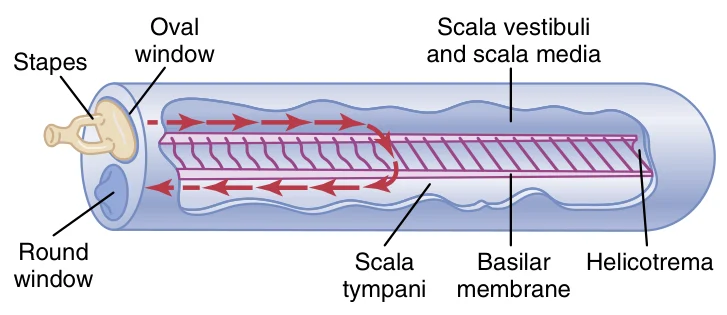 Stapes
Oval
window
Scala vestibuli
and scala media
Round
window
Scala
tympani
Basilar
membrane
Helicotrema